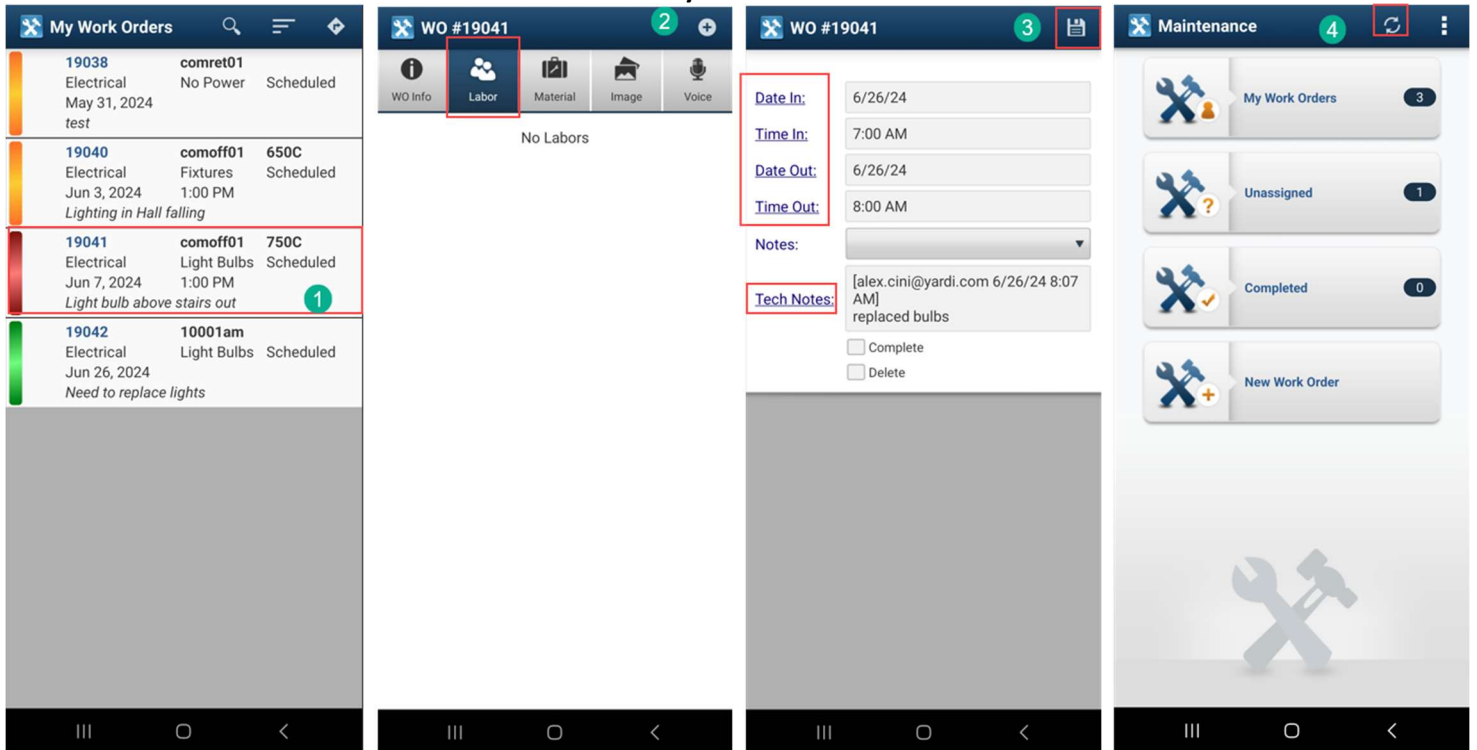 My Work Orders
19038 comret01
Electrical No Power Scheduled
May 31, 2024
test
19040 comoff01 650C
Electrical Fixtures Scheduled
Jun 3, 2024 1:00 PM
Lighting in Hall falling
19041 comoff01 750C
Electrical Light Bulbs Scheduled
Jun 7, 2024 1:00 PM
Light bulb above stairs out 1
19042 10001am
Electrical Light Bulbs Scheduled
Jun 26, 2024
Need to replace lights
WO #19041 2
WO Info Labor Material Image Voice
No Labors
WO #19041 3
Date In: 6/26/24
Time In: 7:00 AM
Date Out: 6/26/24
Time Out: 8:00 AM
Notes:
Tech Notes: [alex.cini@yardi.com 6/26/24 8:07
AM]
replaced bulbs
Complete
Delete
Maintenance 4
My Work Orders 3
Unassigned 1
Completed 0
New Work Order